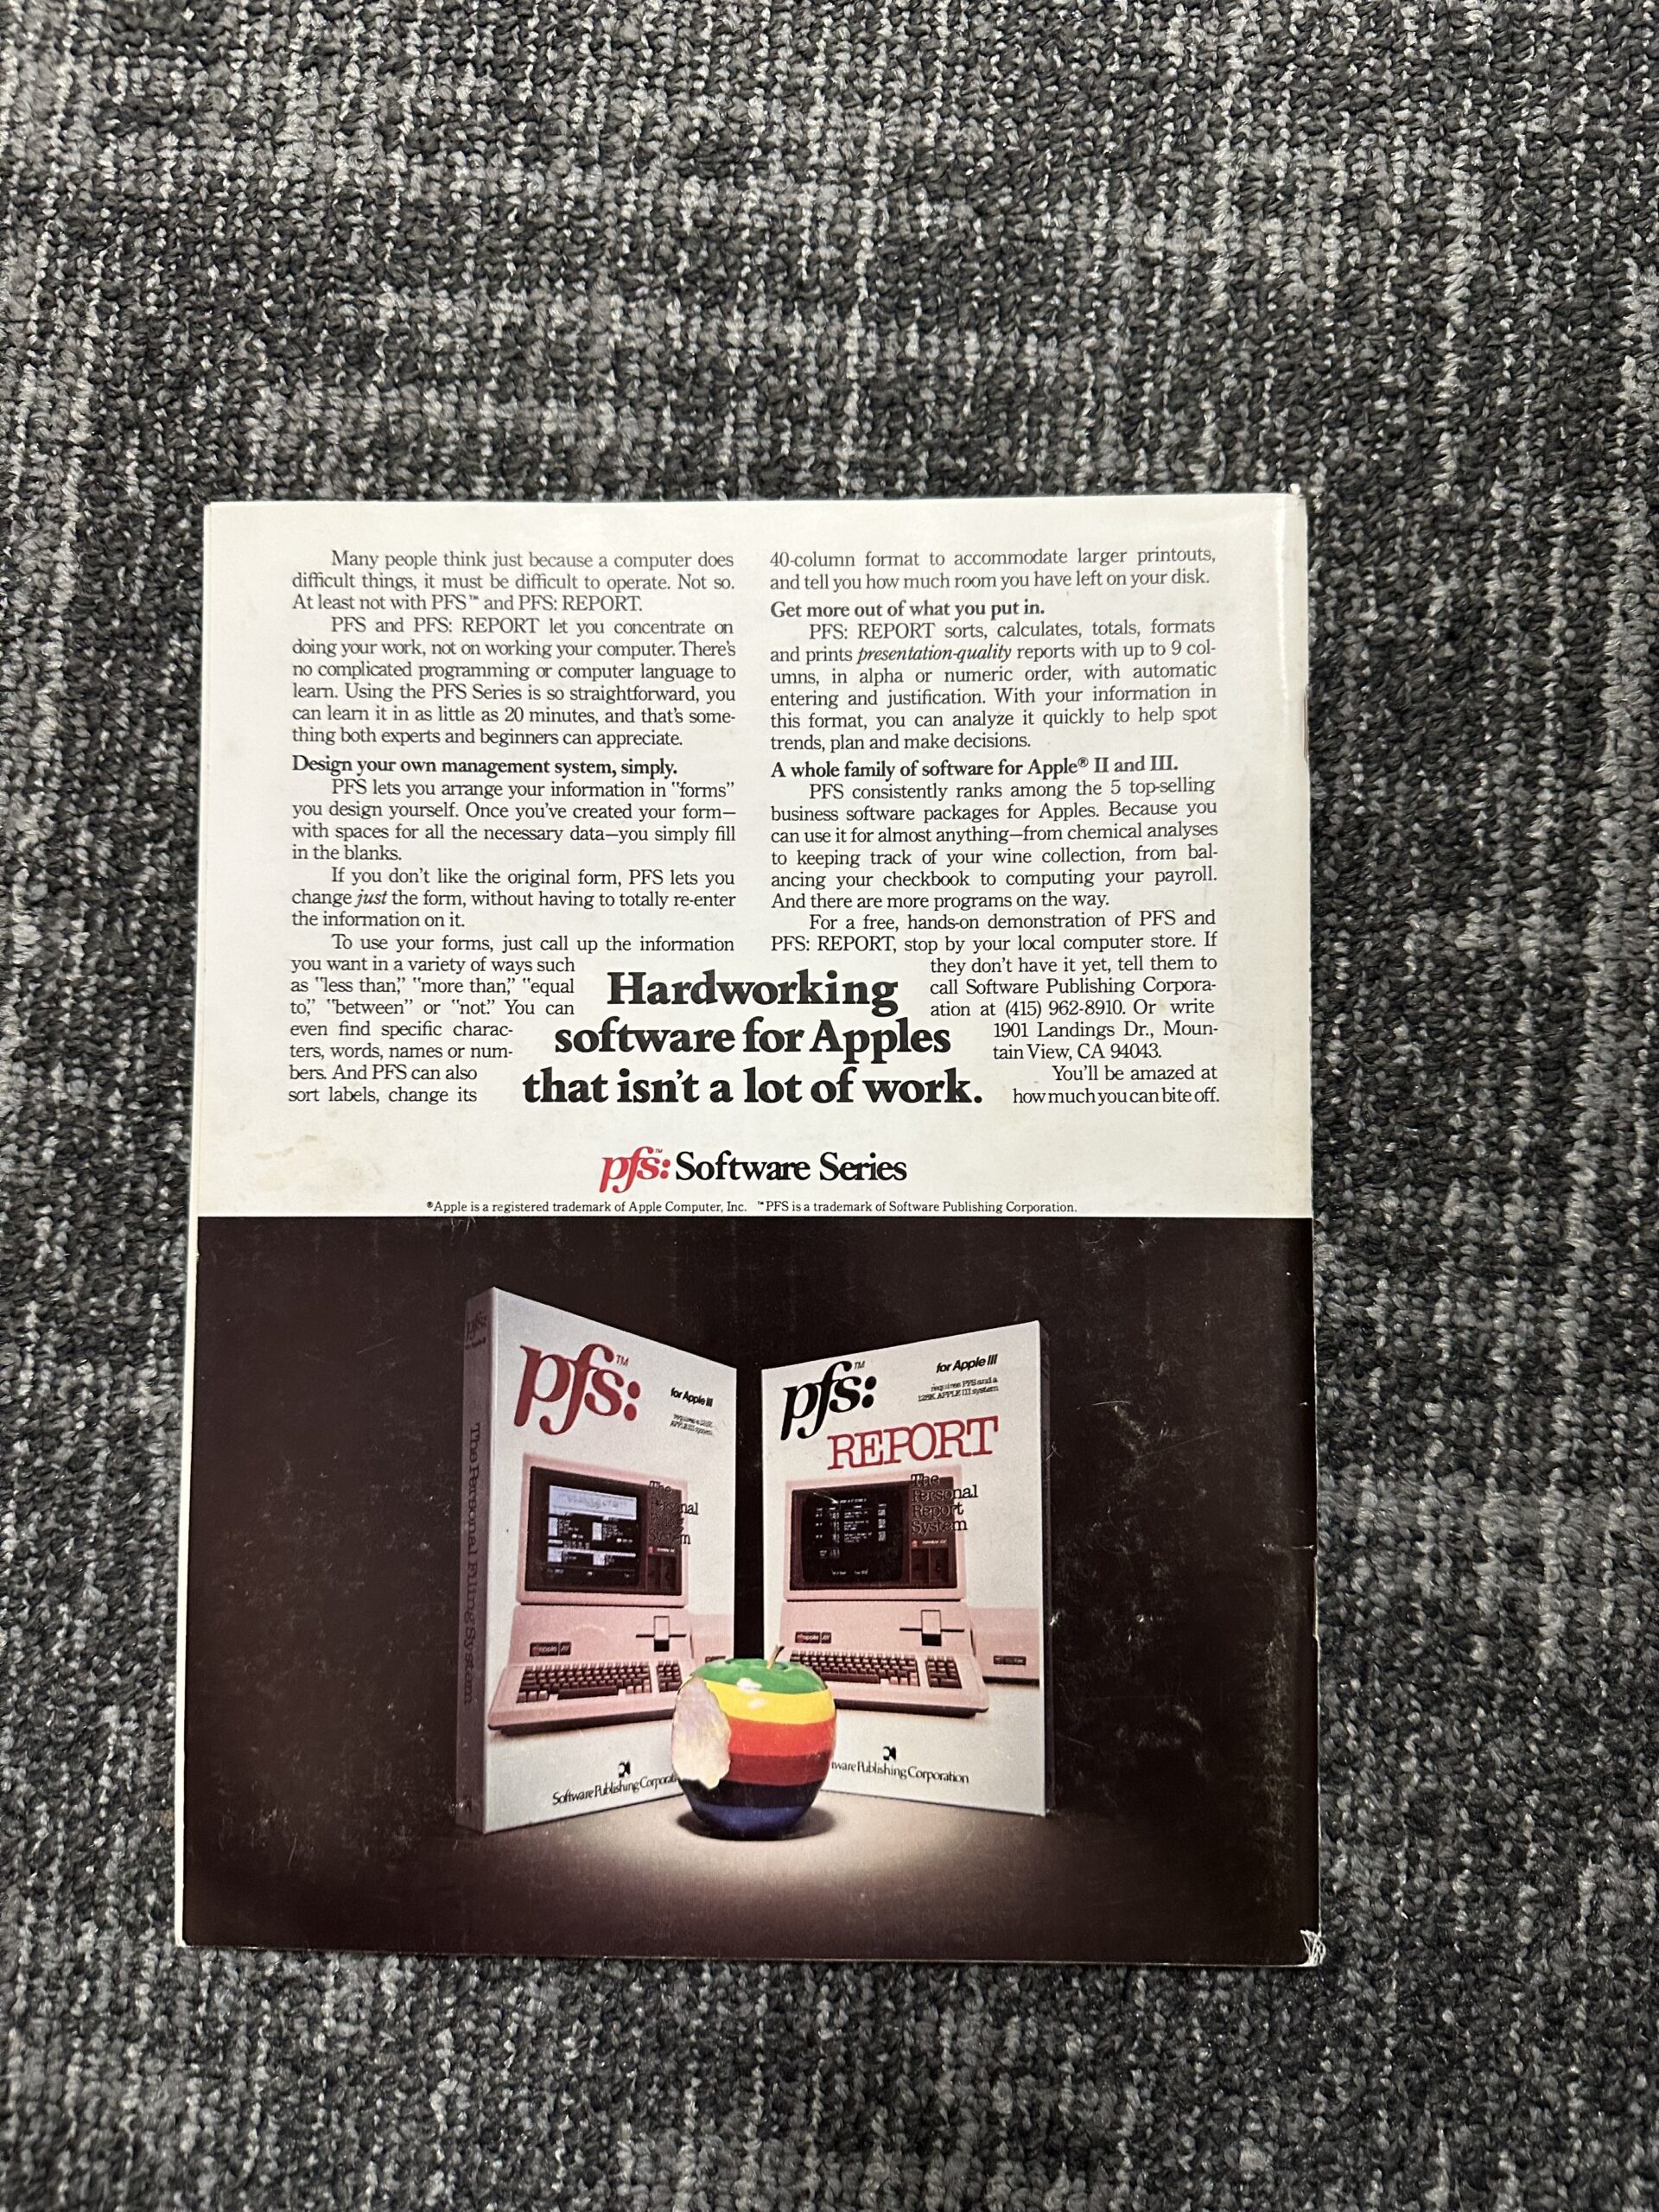 Many people think just because a computer does
difficult things, it must be difficult to operate. Not so.
At least not with PFS™ and PFS: REPORT.
PFS and PFS: REPORT let you concentrate on
doing your work, not on working your computer. There's
no complicated programming or computer language to
learn. Using the PFS Series is so straightforward, you
can learn it in as little as 20 minutes, and that's some-
thing both experts and beginners can appreciate.
Design your own management system, simply.
PFS lets you arrange your information in "forms"
you design yourself. Once you've created your form—
with spaces for all the necessary data—you simply fill
in the blanks.
If you don't like the original form, PFS lets you
change just the form, without having to totally re-enter
the information on it.
To use your forms, just call up the information
you want in a variety of ways such
as "less than," "more than," "equal
to," "between" or "not." You can
even find specific charac-
ters, words, names or num-
bers. And PFS can also
sort labels, change its
40-column format to accommodate larger printouts,
and tell you how much room you have left on your disk.
Get more out of what you put in.
PFS: REPORT sorts, calculates, totals, formats
and prints presentation-quality reports with up to 9 col-
umns, in alpha or numeric order, with automatic
entering and justification. With your information in
this format, you can analyze it quickly to help spot
trends, plan and make decisions.
A whole family of software for Apple® II and III.
PFS consistently ranks among the 5 top-selling
business software packages for Apples. Because you
can use it for almost anything—from chemical analyses
to keeping track of your wine collection, from bal-
ancing your checkbook to computing your payroll.
And there are more programs on the way.
For a free, hands-on demonstration of PFS and
PFS: REPORT, stop by your local computer store. If
they don't have it yet, tell them to
call Software Publishing Corpora-
ation at (415) 962-8910. Or write
1901 Landings Dr., Moun-
tain View, CA 94043.
You'll be amazed at
how much you can bite off.
Hardworking
software for Apples
that isn't a lot of work.
pfs:™ Software Series
®Apple is a registered trademark of Apple Computer, Inc. ™PFS is a trademark of Software Publishing Corporation.
The Personal Filing System
pfs:™
for Apple III
The
Personal
System
apple III
Software Publishing Corporati
pfs:™
for Apple III
requires PFS and a
128K APPLE III system
REPORT
The
Personal
Report
System
apple III
ware Publishing Corporation